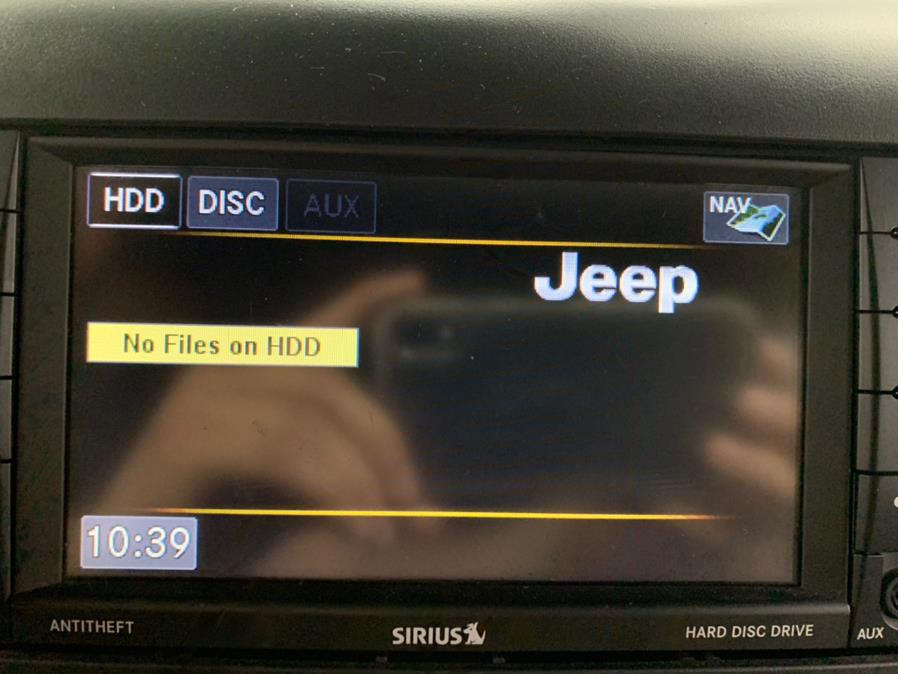 HDD DISC AUX NAV
Jeep
No Files on HDD
10:39
ANTITHEFT SIRIUS HARD DISC DRIVE AUX